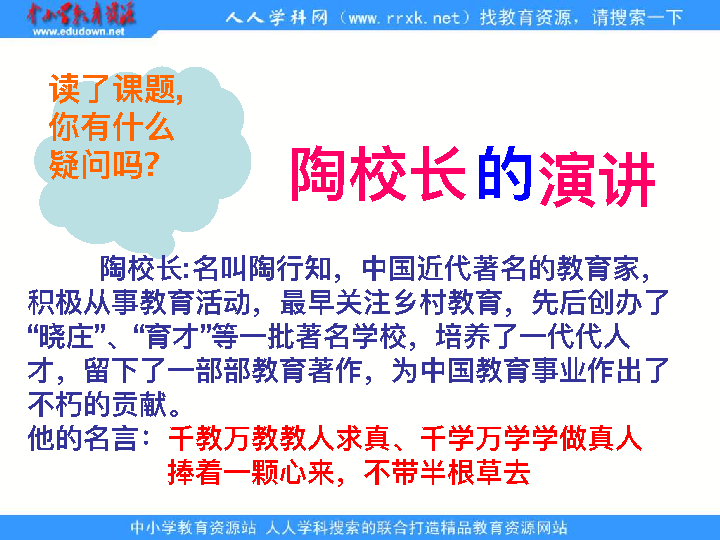 中小学教育资源
www.edudown.net
人人学科网（www.rrxk.net）找教育资源，请搜索一下
读了课题,
你有什么
疑问吗?
陶校长的演讲
陶校长:名叫陶行知，中国近代著名的教育家，
积极从事教育活动，最早关注乡村教育，先后创办了
“晓庄”、“育才”等一批著名学校，培养了一代代人
才，留下了一部部教育著作，为中国教育事业作出了
不朽的贡献。
他的名言：千教万教教人求真、千学万学学做真人
捧着一颗心来，不带半根草去
中小学教育资源站 人人学科搜索的联合打造精品教育资源网站